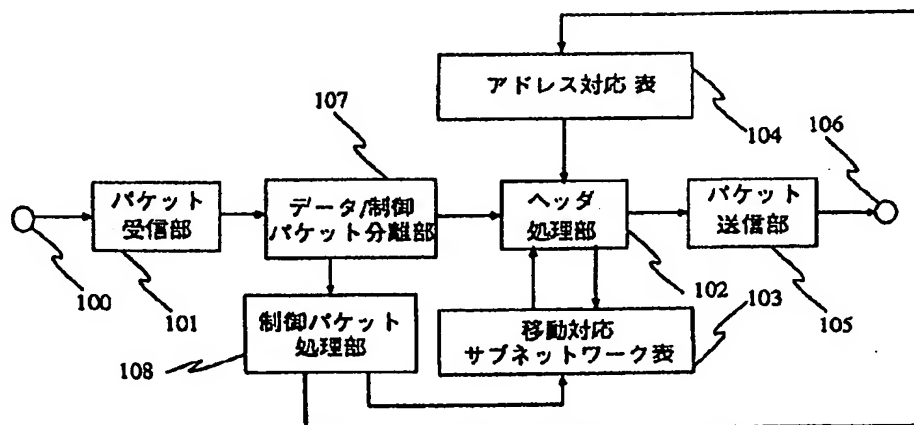 アドレス対応 表
104
107
106
パケット
受信部
データ/制御
パケット分離部
ヘッダ
処理部
パケット
送信部
100
101
102
103
105
制御パケット
処理部
移動対応
サブネットワーク表
108